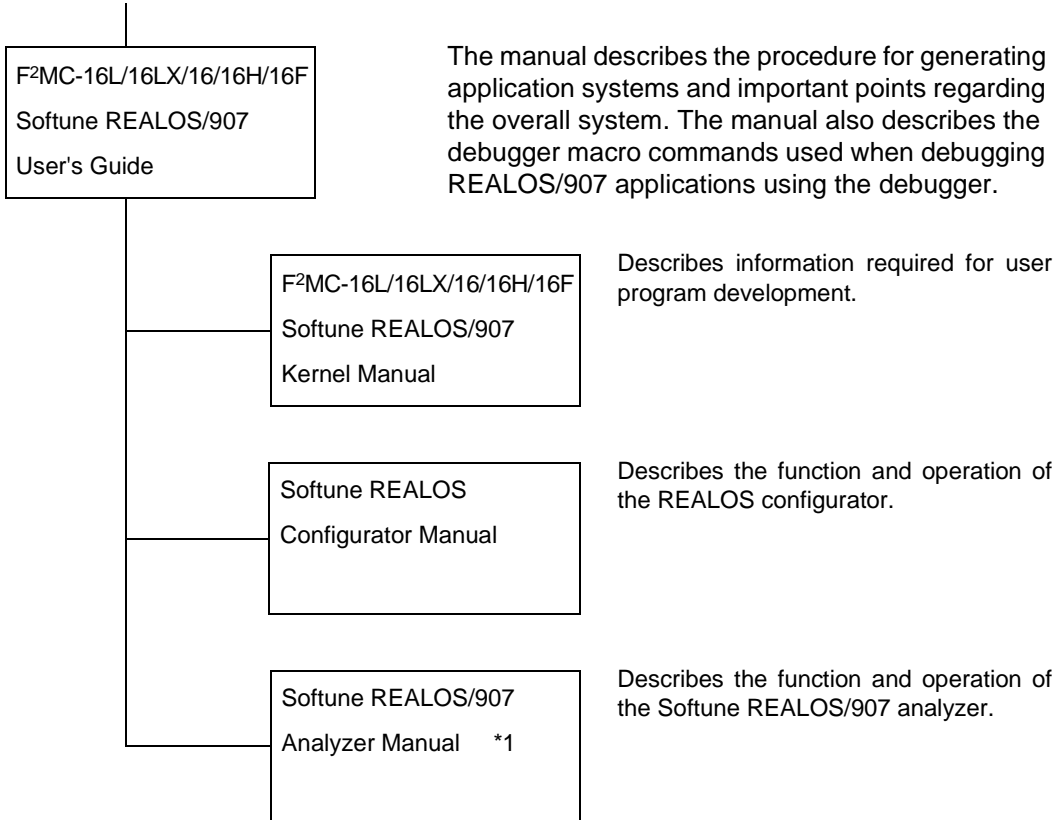 F2MC-16L/16LX/16/16H/16F
Softune REALOS/907
User's Guide
The manual describes the procedure for generating
application systems and important points regarding
the overall system. The manual also describes the
debugger macro commands used when debugging
REALOS/907 applications using the debugger.
F2MC-16L/16LX/16/16H/16F
Softune REALOS/907
Kernel Manual
Describes information required for user
program development.
Softune REALOS
Configurator Manual
Describes the function and operation of
the REALOS configurator.
Softune REALOS/907
Analyzer Manual *1
Describes the function and operation of
the Softune REALOS/907 analyzer.